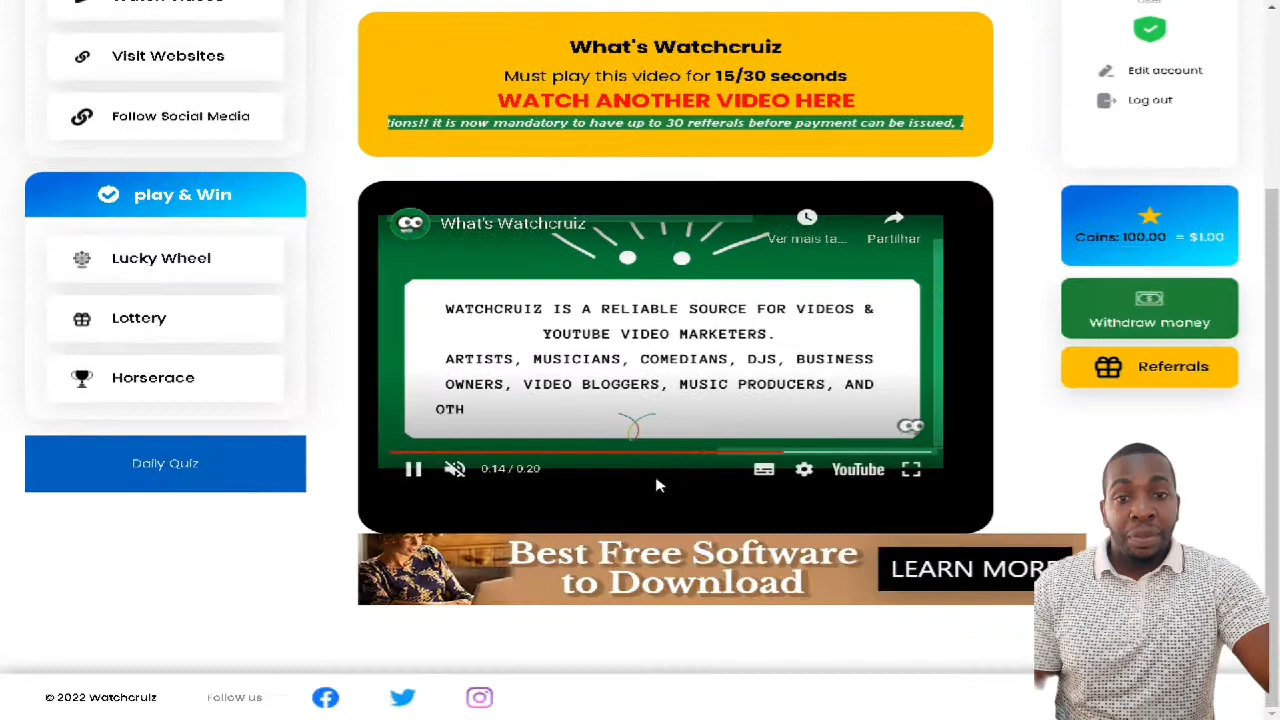 Visit Websites
Follow Social Media
play & Win
Lucky Wheel
Lottery
Horserace
Daily Quiz
What's Watchcruiz
Must play this video for 15/30 seconds
WATCH ANOTHER VIDEO HERE
tions!! it is now mandatory to have up to 30 refferals before payment can be issued,
What's Watchcruiz
Ver mais ta...
Partilhar
WATCHCRUIZ IS A RELIABLE SOURCE FOR VIDEOS &
YOUTUBE VIDEO MARKETERS.
ARTISTS, MUSICIANS, COMEDIANS, DJS, BUSINESS
OWNERS, VIDEO BLOGGERS, MUSIC PRODUCERS, AND
OTH
0:14 / 0:20
YouTube
Best Free Software
to Download
LEARN MORE
Edit account
Log out
Coins: 100.00 = $1.00
Withdraw money
Referrals
© 2022 Watchcruiz
Follow us